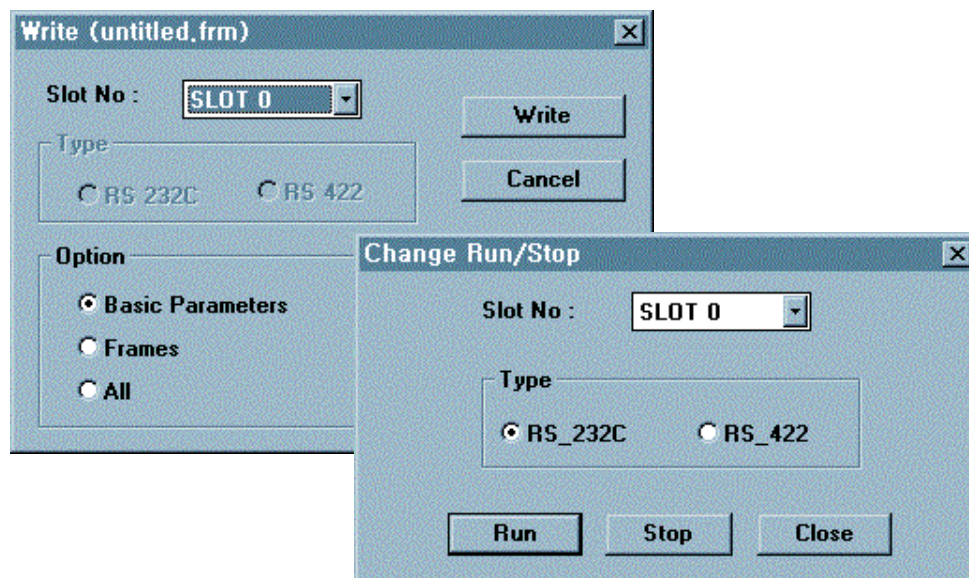 Write (untitled.frm)
Slot No :
SLOT 0
Write
Type
RS 232C
RS 422
Cancel
Option
Basic Parameters
Frames
All
Change Run/Stop
Slot No :
SLOT 0
Type
RS_232C
RS_422
Run
Stop
Close